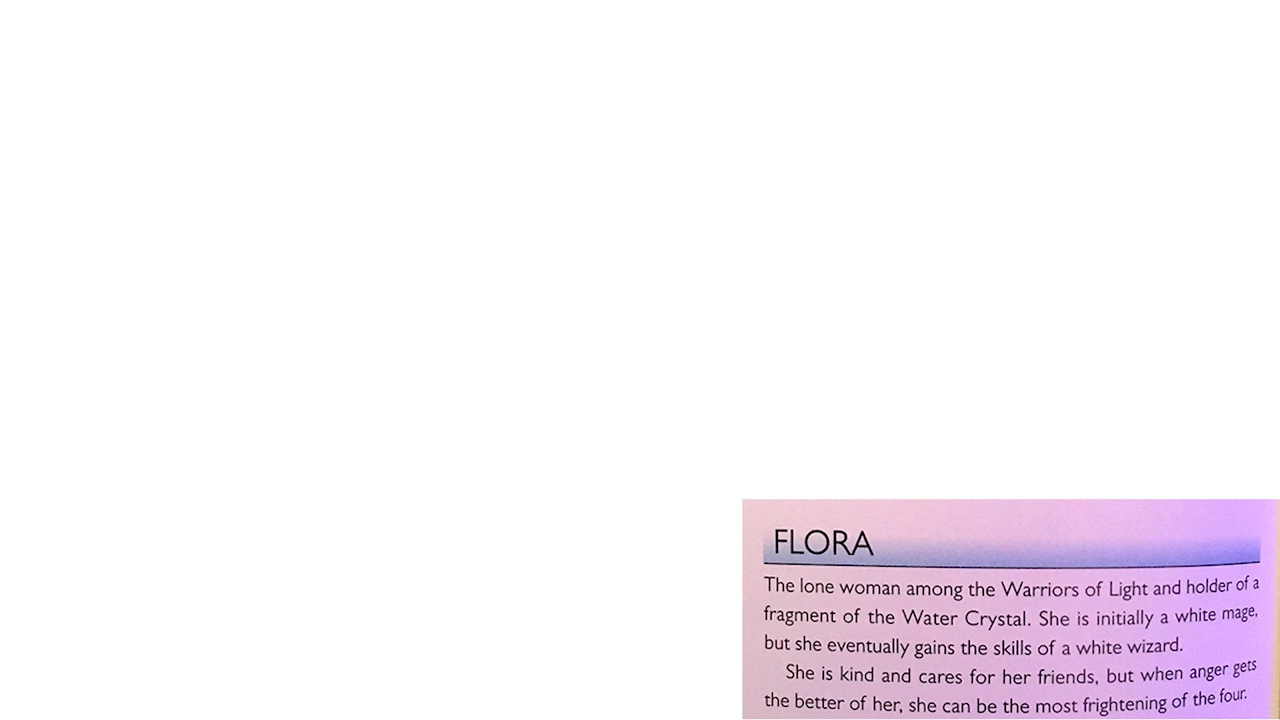 FLORA
The lone woman among the Warriors of Light and holder of a
fragment of the Water Crystal. She is initially a white mage,
but she eventually gains the skills of a white wizard.
She is kind and cares for her friends, but when anger gets
the better of her, she can be the most frightening of the four.